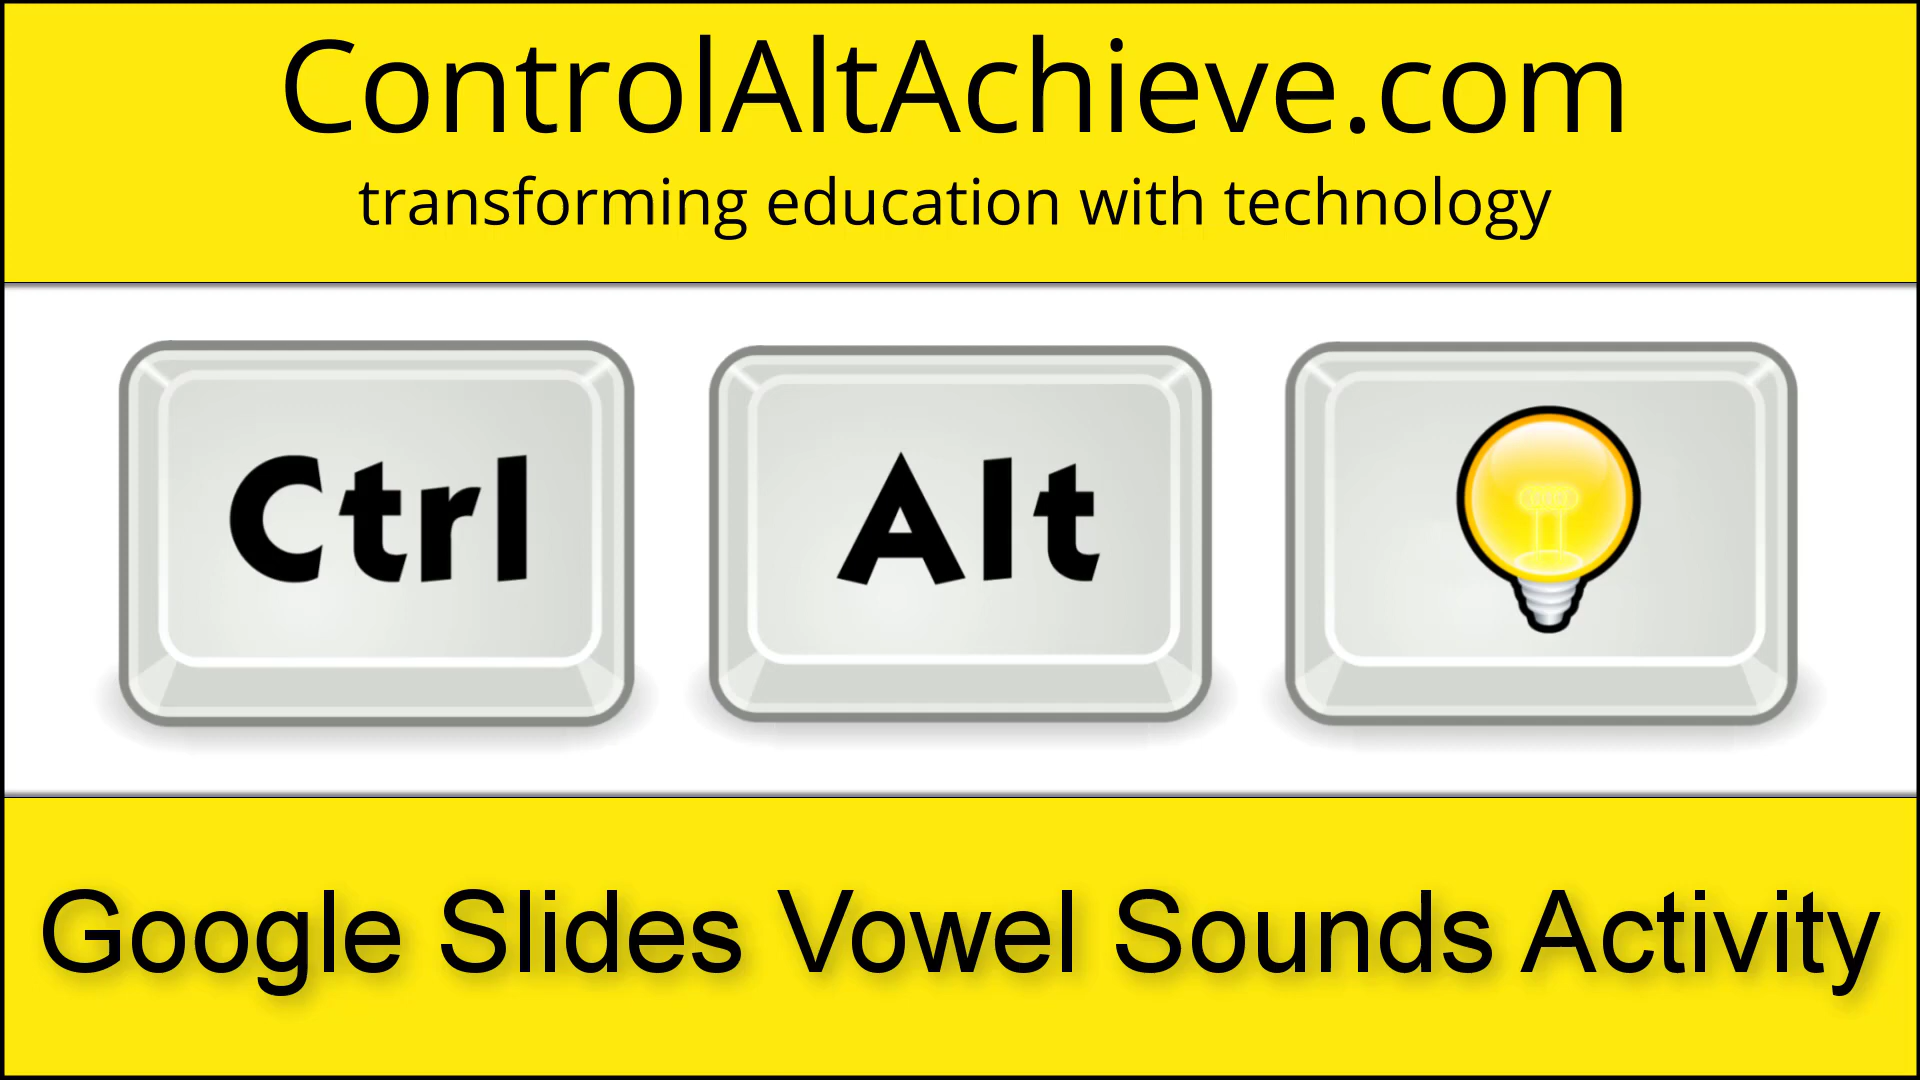 ControlAltAchieve.com
transforming education with technology
Ctrl Alt
Google Slides Vowel Sounds Activity